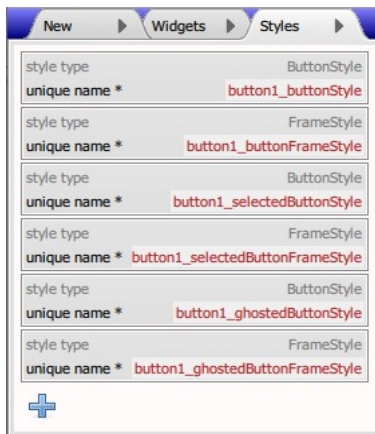 New Widgets Styles
style type ButtonStyle
unique name * button1_buttonStyle
style type FrameStyle
unique name * button1_buttonFrameStyle
style type ButtonStyle
unique name * button1_selectedButtonStyle
style type FrameStyle
unique name * button1_selectedButtonFrameStyle
style type ButtonStyle
unique name * button1_ghostedButtonStyle
style type FrameStyle
unique name * button1_ghostedButtonFrameStyle